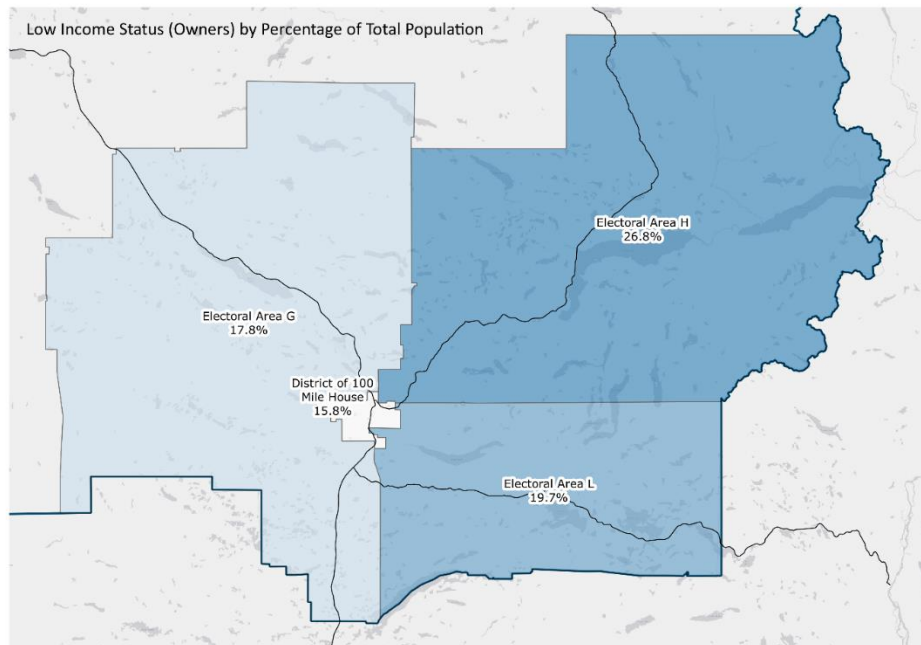 Low Income Status (Owners) by Percentage of Total Population
Electoral Area H
26.8%
Electoral Area G
17.8%
District of 100
Mile House
15.8%
Electoral Area L
19.7%